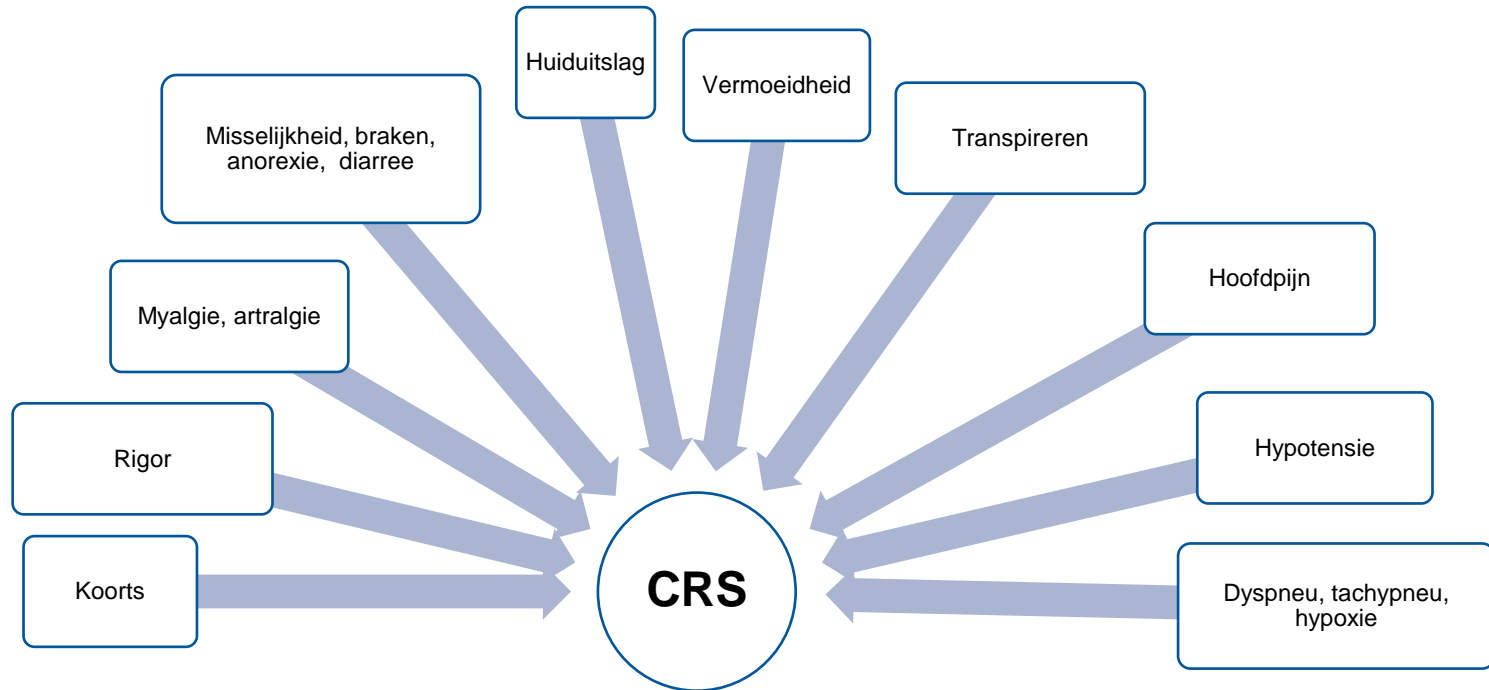 Huiduitslag
Vermoeidheid
Misselijkheid, braken,
anorexie, diarree
Transpireren
Hoofdpijn
Myalgie, artralgie
Rigor
Hypotensie
Koorts
CRS
Dyspneu, tachypneu,
hypoxie